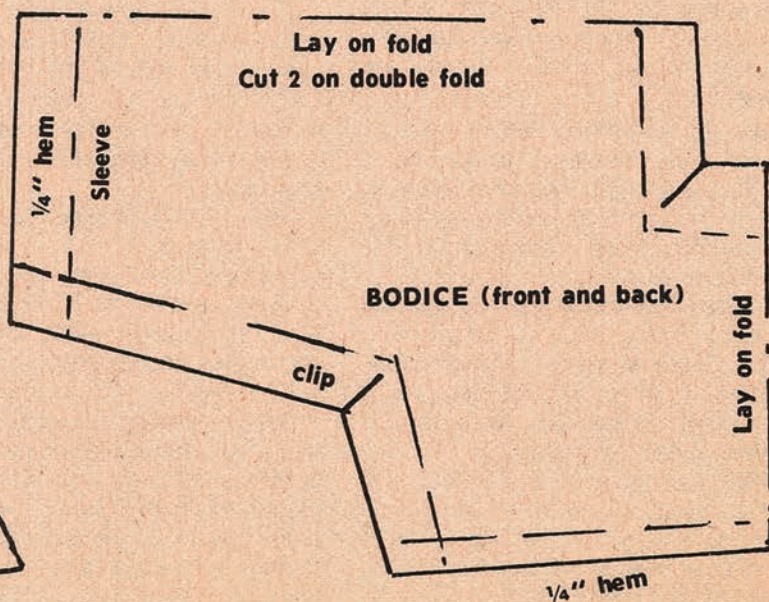 Lay on fold
Cut 2 on double fold
¼" hem
Sleeve
BODICE (front and back)
clip
Lay on fold
¼" hem